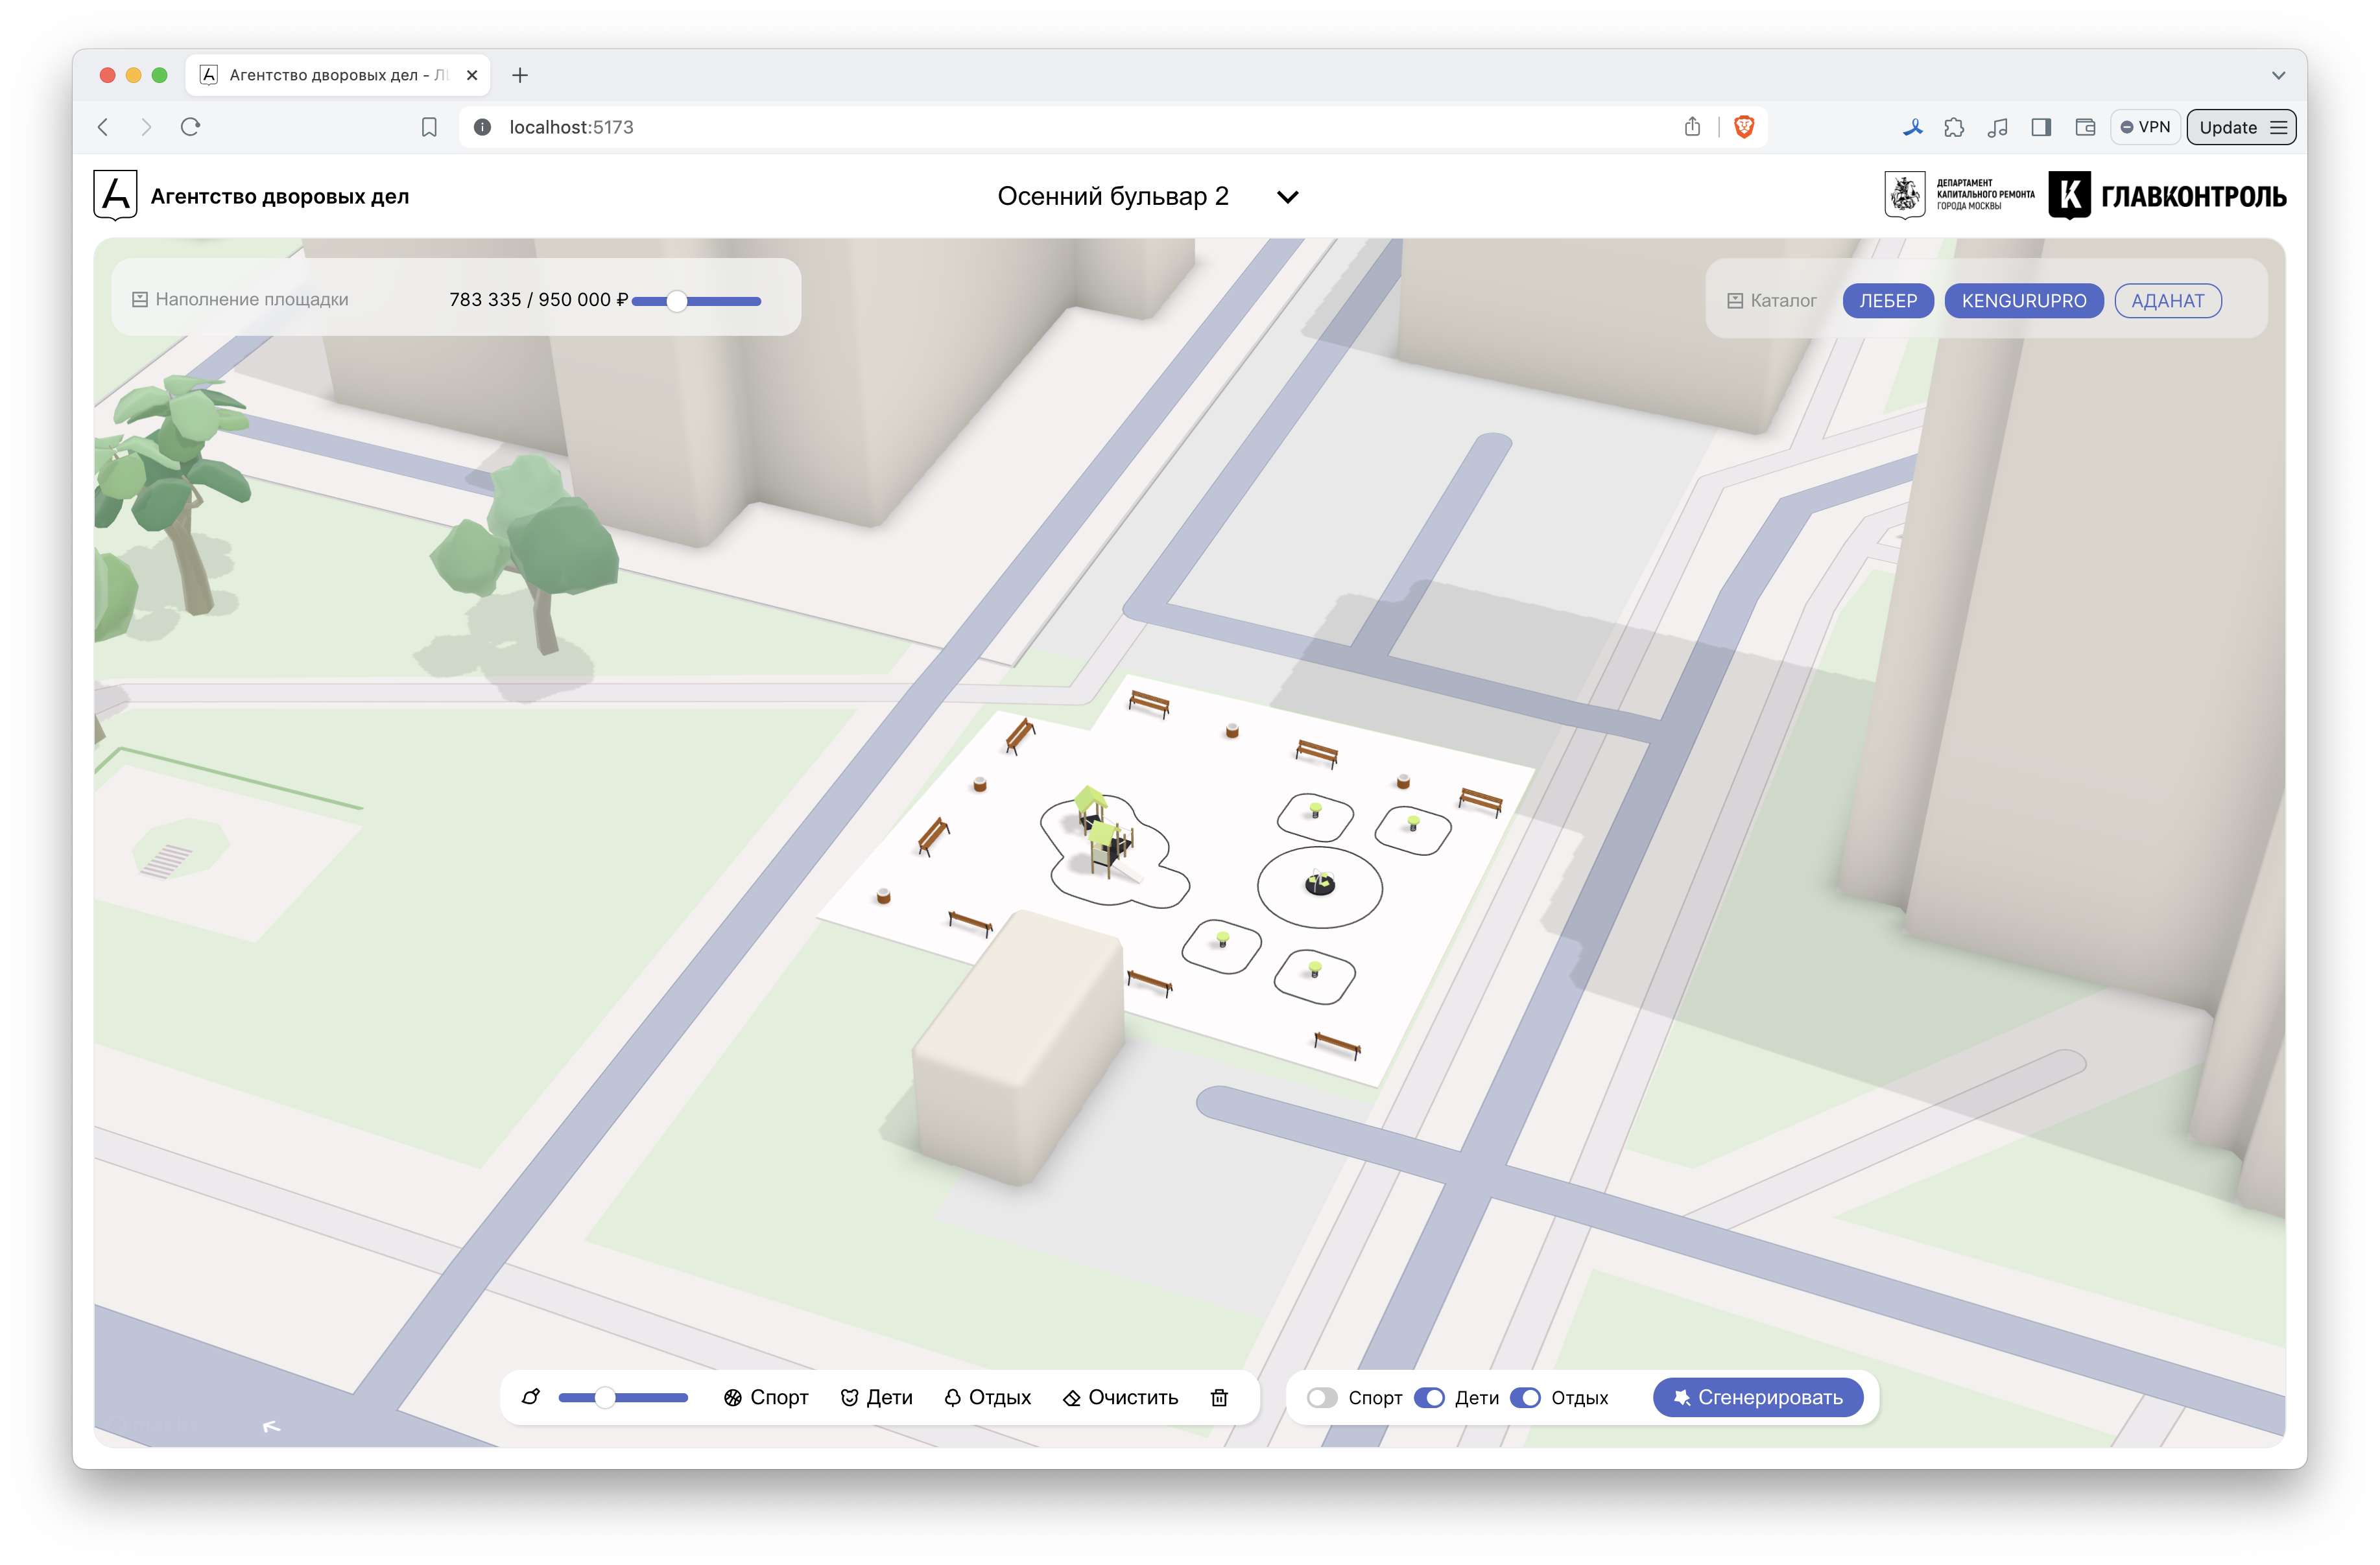 Агентство дворовых дел - Л
localhost:5173
VPN
Update
Агентство дворовых дел
Осенний бульвар 2
ДЕПАРТАМЕНТ
КАПИТАЛЬНОГО РЕМОНТА
ГОРОДА МОСКВЫ
ГЛАВКОНТРОЛЬ
Наполнение площадки
783 335 / 950 000 ₽
Каталог
ЛЕБЕР
KENGURUPRO
АДАНАТ
Спорт
Дети
Отдых
Очистить
Спорт
Дети
Отдых
Сгенерировать